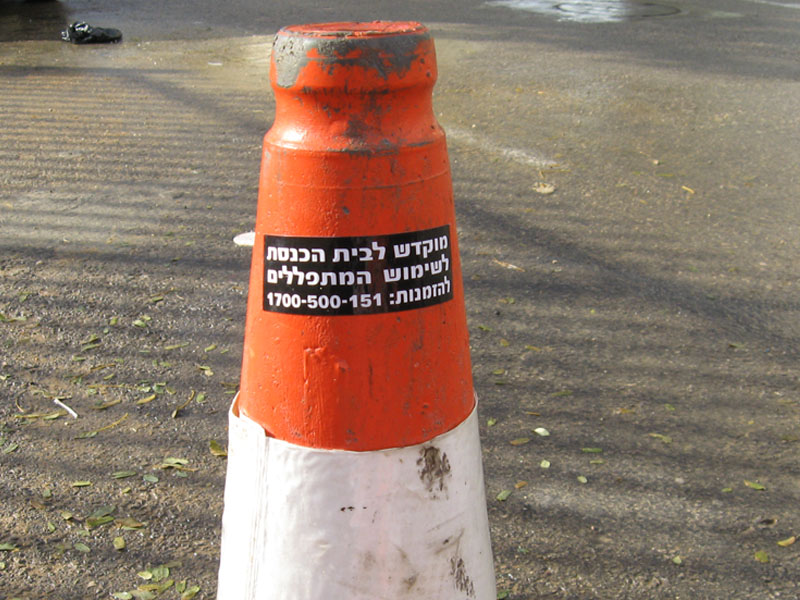 מוקדש לבית הכנסת
לשימוש המתפללים
להזמנות: 1700-500-151